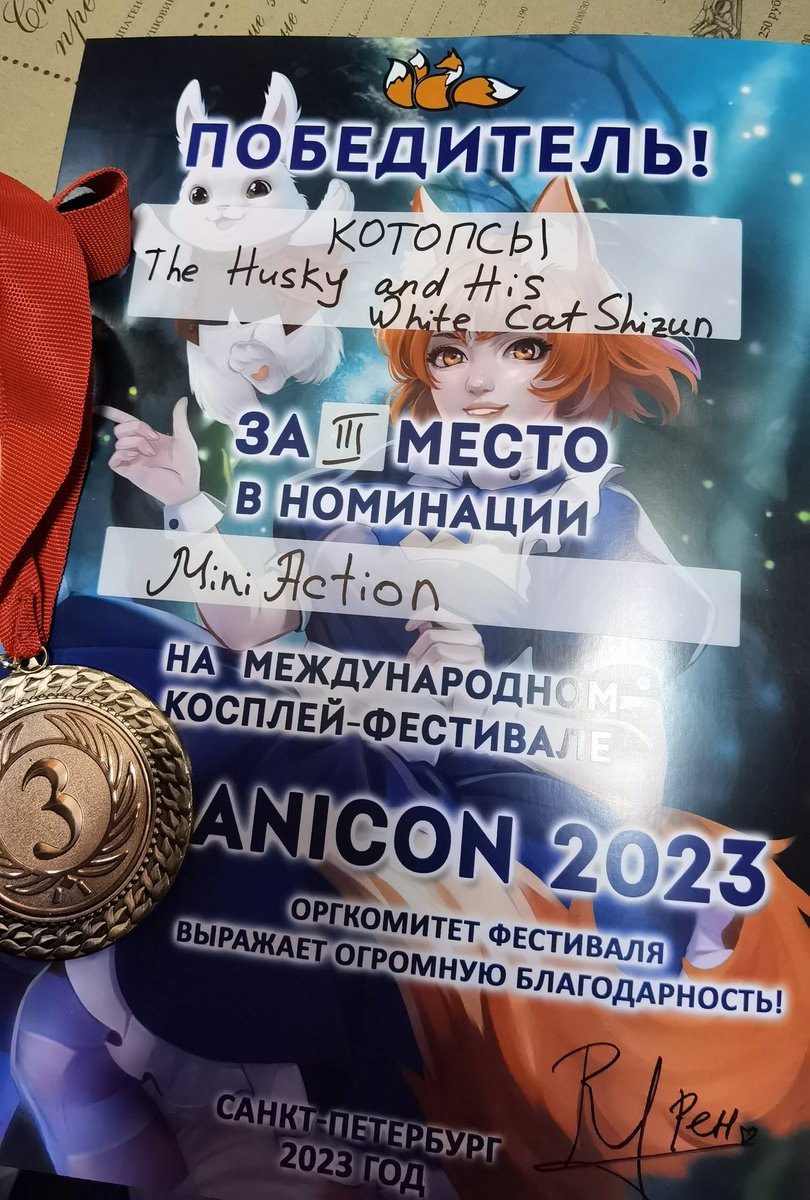 ПОБЕДИТЕЛЬ!
КОТОПСЫ
The Husky and His
White Cat Shizun
ЗА III МЕСТО
В НОМИНАЦИИ
Mini Action
НА МЕЖДУНАРОДНОМ
КОСПЛЕЙ-ФЕСТИВАЛЕ
3
ANICON 2023
ОРГКОМИТЕТ ФЕСТИВАЛЯ
ВЫРАЖАЕТ ОГРОМНУЮ БЛАГОДАРНОСТЬ!
Рен
САНКТ-ПЕТЕРБУРГ
2023 ГОД